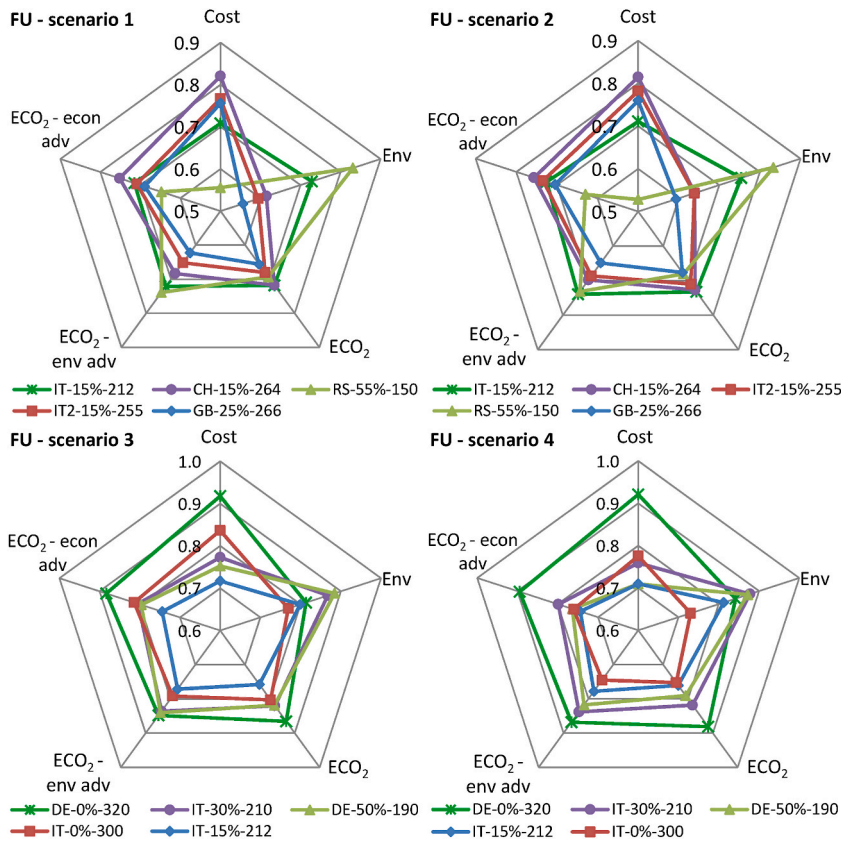 FU - scenario 1
Cost
0.9
0.8
0.7
0.6
0.5
ECO₂ - econ
adv
Env
ECO₂ -
env adv
ECO₂
IT-15%-212
CH-15%-264
RS-55%-150
IT2-15%-255
GB-25%-266
FU - scenario 2
Cost
0.9
0.8
0.7
0.6
0.5
ECO₂ - econ
adv
Env
ECO₂ -
env adv
ECO₂
IT-15%-212
CH-15%-264
IT2-15%-255
RS-55%-150
GB-25%-266
FU - scenario 3
Cost
1.0
0.9
0.8
0.7
0.6
ECO₂ - econ
adv
Env
ECO₂ -
env adv
ECO₂
DE-0%-320
IT-30%-210
DE-50%-190
IT-0%-300
IT-15%-212
FU - scenario 4
Cost
1.0
0.9
0.8
0.7
0.6
ECO₂ - econ
adv
Env
ECO₂ -
env adv
ECO₂
DE-0%-320
IT-30%-210
DE-50%-190
IT-15%-212
IT-0%-300